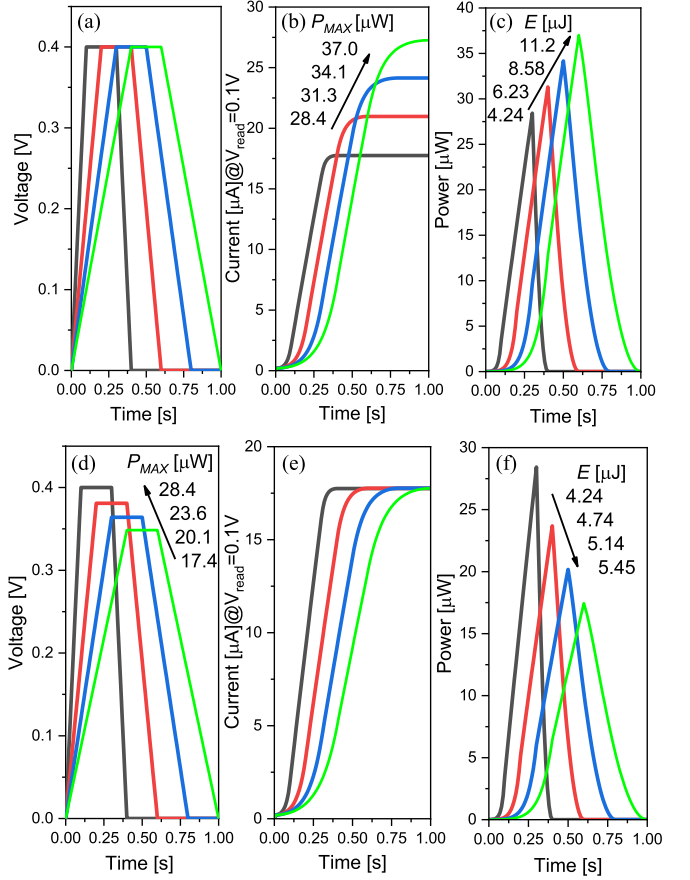 (a)
Voltage [V]
0.4
0.3
0.2
0.1
0.0
0.00 0.25 0.50 0.75 1.00
Time [s]
(b)
P_MAX [μW]
37.0
34.1
31.3
28.4
Current [μA]@V_read=0.1V
30
25
20
15
10
5
0
0.00 0.25 0.50 0.75 1.00
Time [s]
(c)
E [μJ]
11.2
8.58
6.23
4.24
Power [μW]
40
35
30
25
20
15
10
5
0
0.00 0.25 0.50 0.75 1.00
Time [s]
(d)
P_MAX [μW]
28.4
23.6
20.1
17.4
Voltage [V]
0.4
0.3
0.2
0.1
0.0
0.00 0.25 0.50 0.75 1.00
Time [s]
(e)
Current [μA]@V_read=0.1V
20
15
10
5
0
0.00 0.25 0.50 0.75 1.00
Time [s]
(f)
E [μJ]
4.24
4.74
5.14
5.45
Power [μW]
30
25
20
15
10
5
0
0.00 0.25 0.50 0.75 1.00
Time [s]